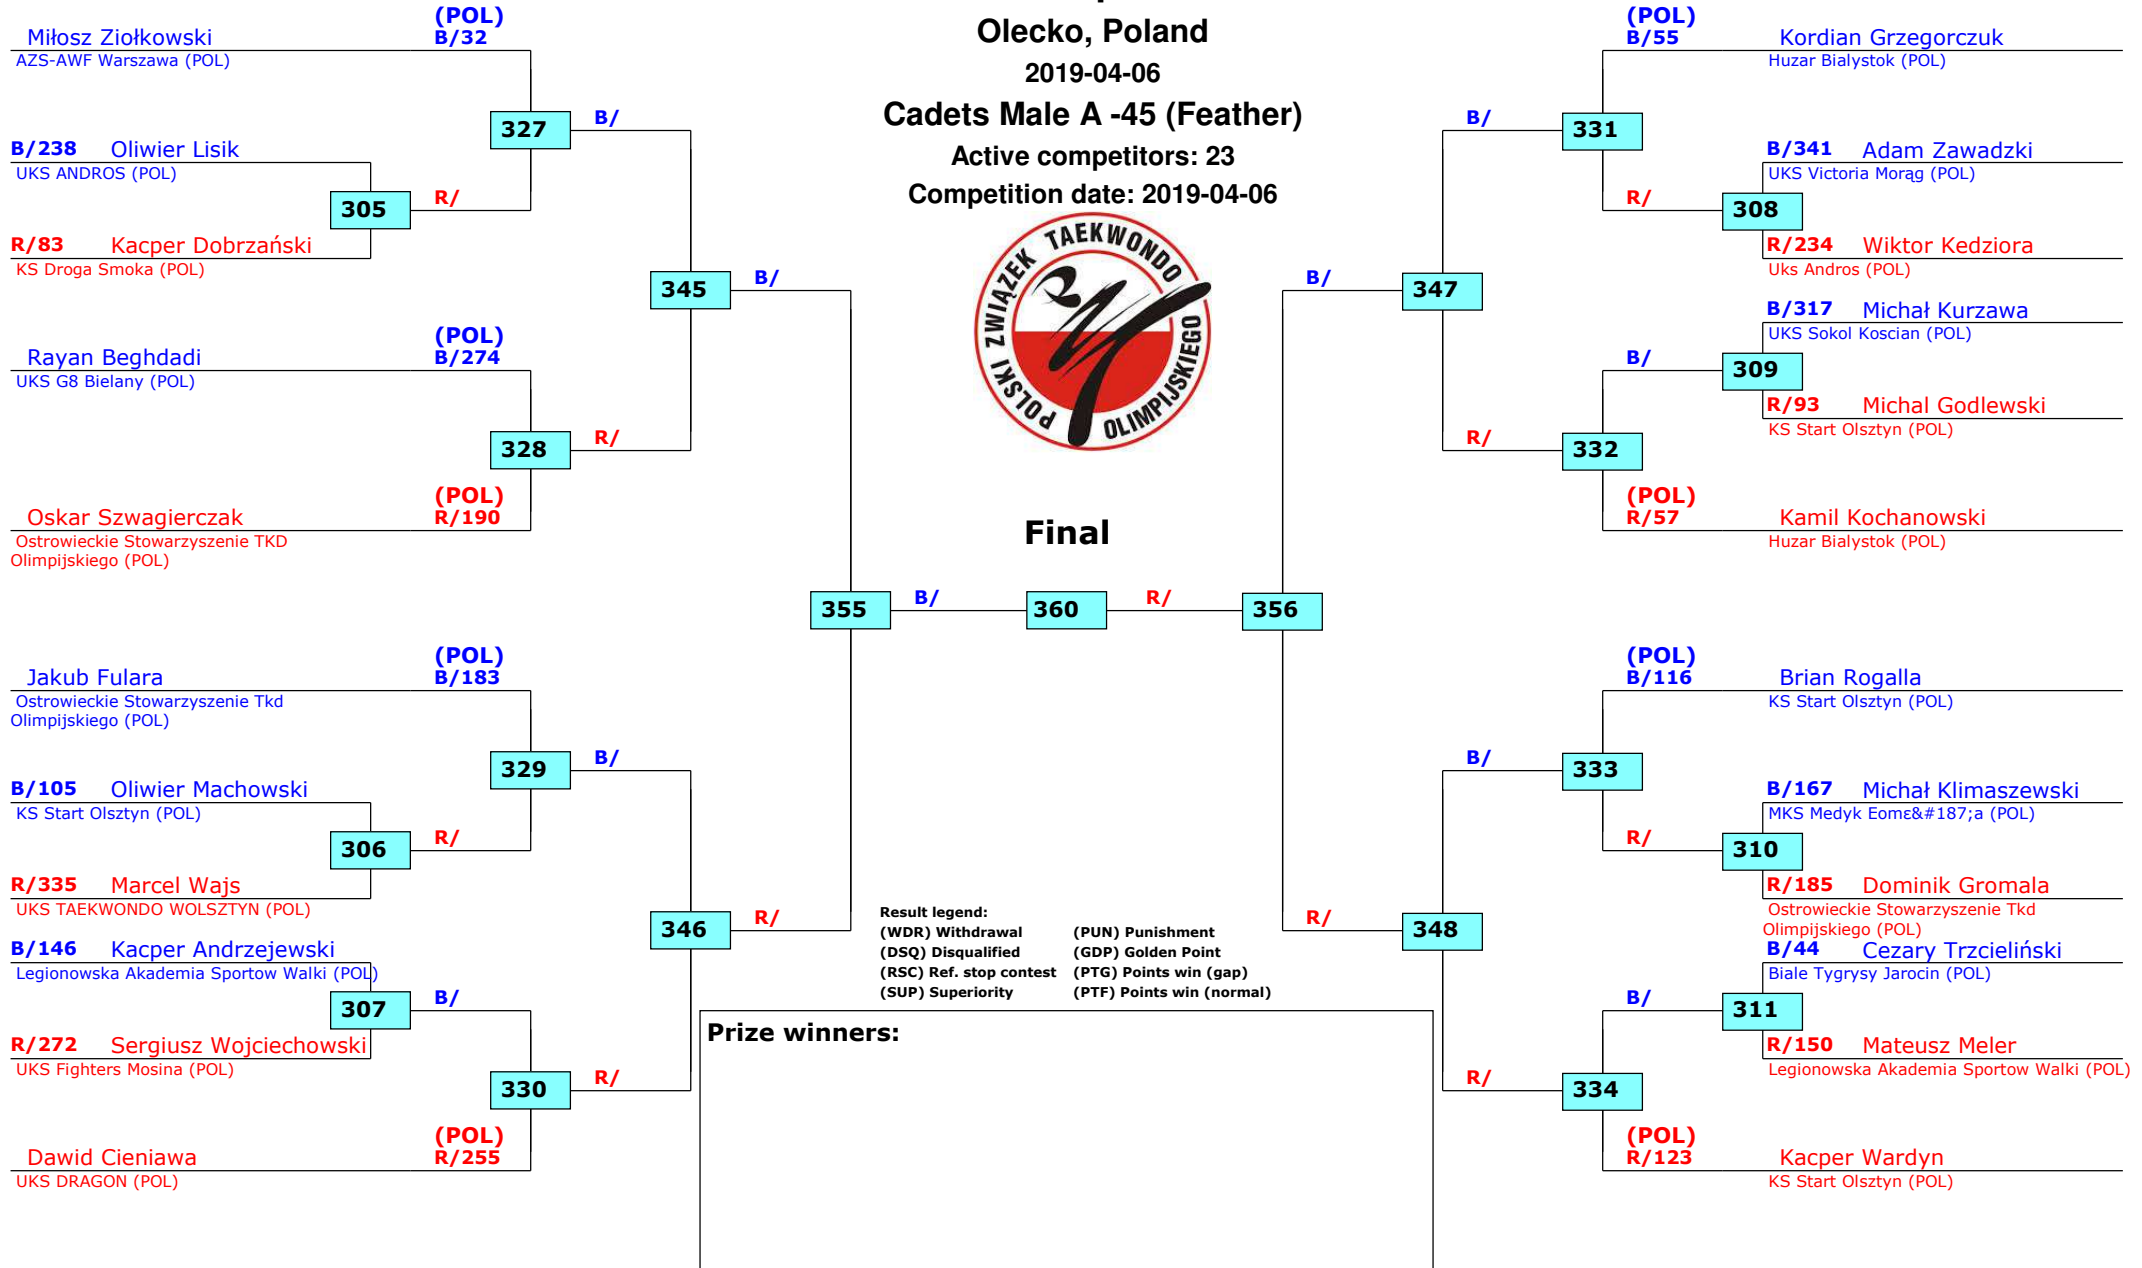 Olecko, Poland
2019-04-06
Cadets Male A -45 (Feather)
Active competitors: 23
Competition date: 2019-04-06
POLSKI ZWIĄZEK TAEKWONDO OLIMPIJSKIEGO
Final
(POL)
Miłosz Ziołkowski B/32
AZS-AWF Warszawa (POL)
327
B/
B/238 Oliwier Lisik
UKS ANDROS (POL)
305
R/
R/83 Kacper Dobrzański
KS Droga Smoka (POL)
345
B/
(POL)
Rayan Beghdadi B/274
UKS G8 Bielany (POL)
328
R/
(POL)
Oskar Szwagierczak R/190
Ostrowieckie Stowarzyszenie TKD
Olimpijskiego (POL)
355
B/
360
R/
356
(POL)
Jakub Fulara B/183
Ostrowieckie Stowarzyszenie Tkd
Olimpijskiego (POL)
329
B/
B/105 Oliwier Machowski
KS Start Olsztyn (POL)
306
R/
R/335 Marcel Wajs
UKS TAEKWONDO WOLSZTYN (POL)
346
R/
B/146 Kacper Andrzejewski
Legionowska Akademia Sportow Walki (POL)
307
B/
R/272 Sergiusz Wojciechowski
UKS Fighters Mosina (POL)
330
R/
(POL)
Dawid Cieniawa R/255
UKS DRAGON (POL)
(POL)
B/55 Kordian Grzegorczuk
Huzar Bialystok (POL)
B/
331
B/341 Adam Zawadzki
UKS Victoria Morąg (POL)
R/
308
R/234 Wiktor Kedziora
Uks Andros (POL)
B/
347
B/317 Michał Kurzawa
UKS Sokol Koscian (POL)
B/
309
R/93 Michal Godlewski
KS Start Olsztyn (POL)
R/
332
(POL)
R/57 Kamil Kochanowski
Huzar Bialystok (POL)
(POL)
B/116 Brian Rogalla
KS Start Olsztyn (POL)
B/
333
B/167 Michał Klimaszewski
MKS Medyk Eomε&#187;a (POL)
R/
310
R/185 Dominik Gromala
Ostrowieckie Stowarzyszenie Tkd
Olimpijskiego (POL)
R/
348
B/44 Cezary Trzcieliński
Biale Tygrysy Jarocin (POL)
B/
311
R/150 Mateusz Meler
Legionowska Akademia Sportow Walki (POL)
R/
334
(POL)
R/123 Kacper Wardyn
KS Start Olsztyn (POL)
Result legend:
(WDR) Withdrawal (PUN) Punishment
(DSQ) Disqualified (GDP) Golden Point
(RSC) Ref. stop contest (PTG) Points win (gap)
(SUP) Superiority (PTF) Points win (normal)
Prize winners: